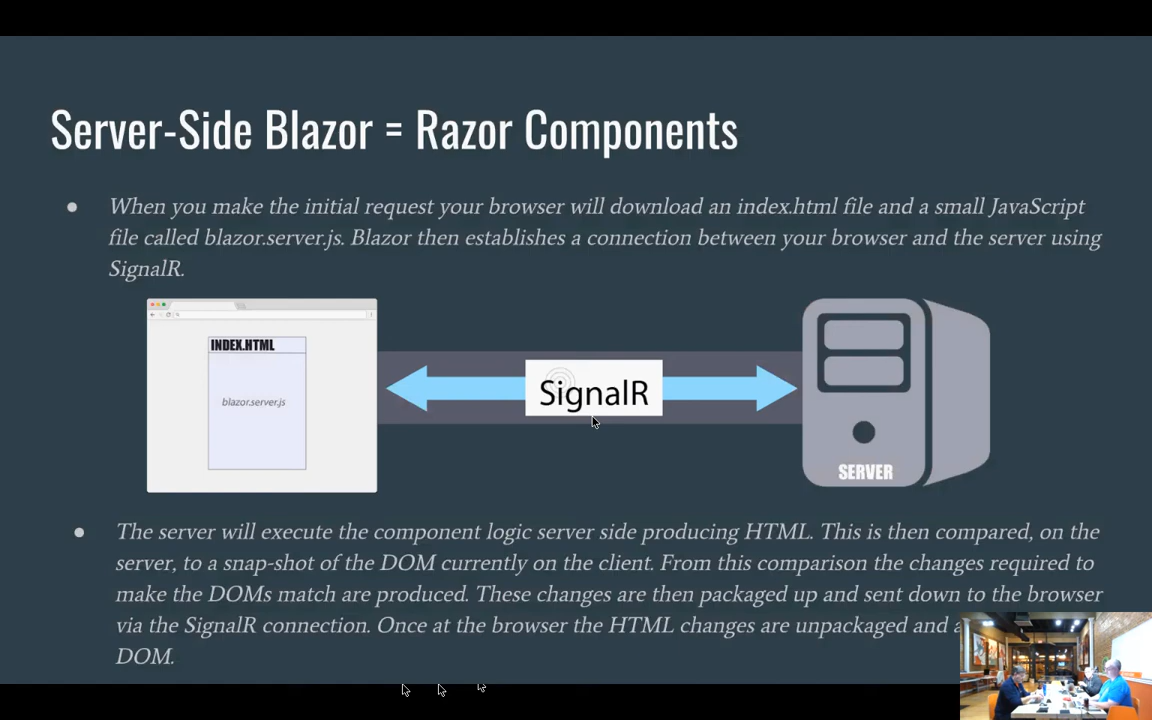 Server-Side Blazor = Razor Components
● When you make the initial request your browser will download an index.html file and a small JavaScript
file called blazor.server.js. Blazor then establishes a connection between your browser and the server using
SignalR.
INDEX.HTML
blazor.server.js
SignalR
SERVER
● The server will execute the component logic server side producing HTML. This is then compared, on the
server, to a snap-shot of the DOM currently on the client. From this comparison the changes required to
make the DOMs match are produced. These changes are then packaged up and sent down to the browser
via the SignalR connection. Once at the browser the HTML changes are unpackaged and
DOM.